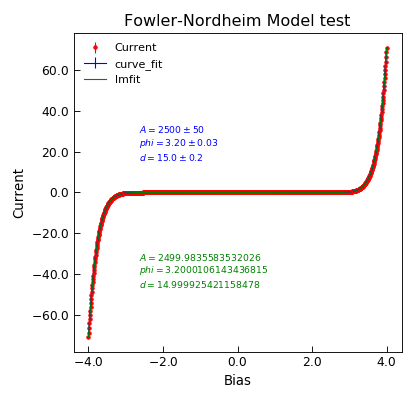 Fowler-Nordheim Model test
Current
curve_fit
lmfit
A = 2500 ± 50
phi = 3.20 ± 0.03
d = 15.0 ± 0.2
A = 2499.9835583532026
phi = 3.2000106143436815
d = 14.999925421158478
60.0
40.0
20.0
0.0
−20.0
−40.0
−60.0
Current
−4.0 −2.0 0.0 2.0 4.0
Bias